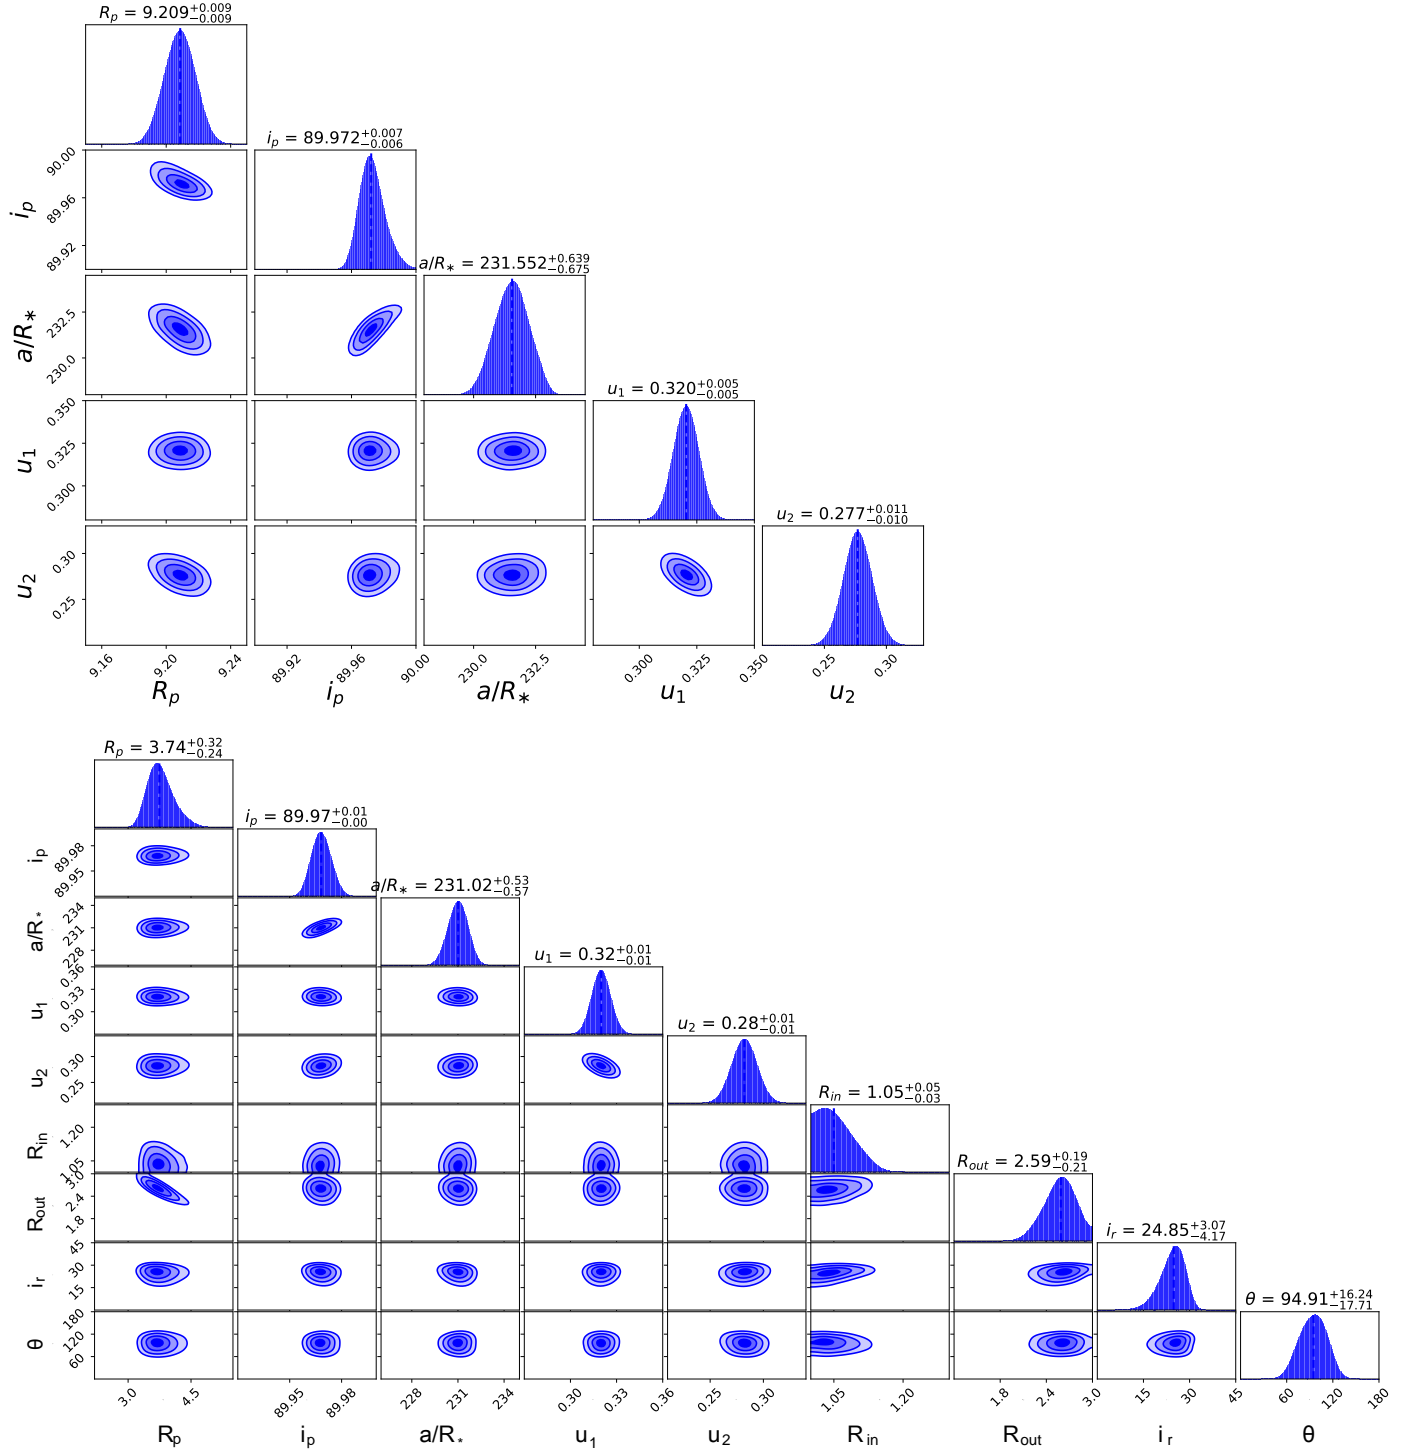 R_p = 9.209^{+0.009}_{-0.009}
i_p = 89.972^{+0.007}_{-0.006}
90.00
89.96
89.92
i_p
a/R_* = 231.552^{+0.639}_{-0.675}
232.5
230.0
a/R_*
u_1 = 0.320^{+0.005}_{-0.005}
0.350
0.325
0.300
u_1
u_2 = 0.277^{+0.011}_{-0.010}
0.30
0.25
u_2
9.16 9.20 9.24 89.92 89.96 90.00 230.0 232.5 0.300 0.325 0.350 0.25 0.30
R_p i_p a/R_* u_1 u_2
R_p = 3.74^{+0.32}_{-0.24}
i_p = 89.97^{+0.01}_{-0.00}
89.98
89.95
i_p
a/R_* = 231.02^{+0.53}_{-0.57}
234
231
228
a/R_*
u_1 = 0.32^{+0.01}_{-0.01}
0.36
0.33
0.30
u_1
u_2 = 0.28^{+0.01}_{-0.01}
0.30
0.25
u_2
R_{in} = 1.05^{+0.05}_{-0.03}
1.20
1.05
R_{in}
R_{out} = 2.59^{+0.19}_{-0.21}
3.0
2.4
1.8
R_{out}
i_r = 24.85^{+3.07}_{-4.17}
45
30
15
i_r
θ = 94.91^{+16.24}_{-17.71}
180
120
60
θ
3.0 4.5 89.95 89.98 228 231 234 0.30 0.33 0.36 0.25 0.30 1.05 1.20 1.8 2.4 3.0 15 30 45 60 120 180
R_p i_p a/R_* u_1 u_2 R_{in} R_{out} i_r θ